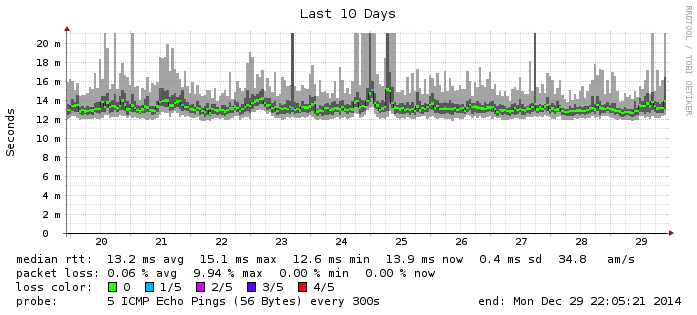 Last 10 Days
RRDTOOL / TOBI OETIKER
Seconds
20 m
18 m
16 m
14 m
12 m
10 m
8 m
6 m
4 m
2 m
0
20 21 22 23 24 25 26 27 28 29
median rtt: 13.2 ms avg 15.1 ms max 12.6 ms min 13.9 ms now 0.4 ms sd 34.8 am/s
packet loss: 0.06 % avg 9.94 % max 0.00 % min 0.00 % now
loss color: 0 1/5 2/5 3/5 4/5
probe: 5 ICMP Echo Pings (56 Bytes) every 300s end: Mon Dec 29 22:05:21 2014